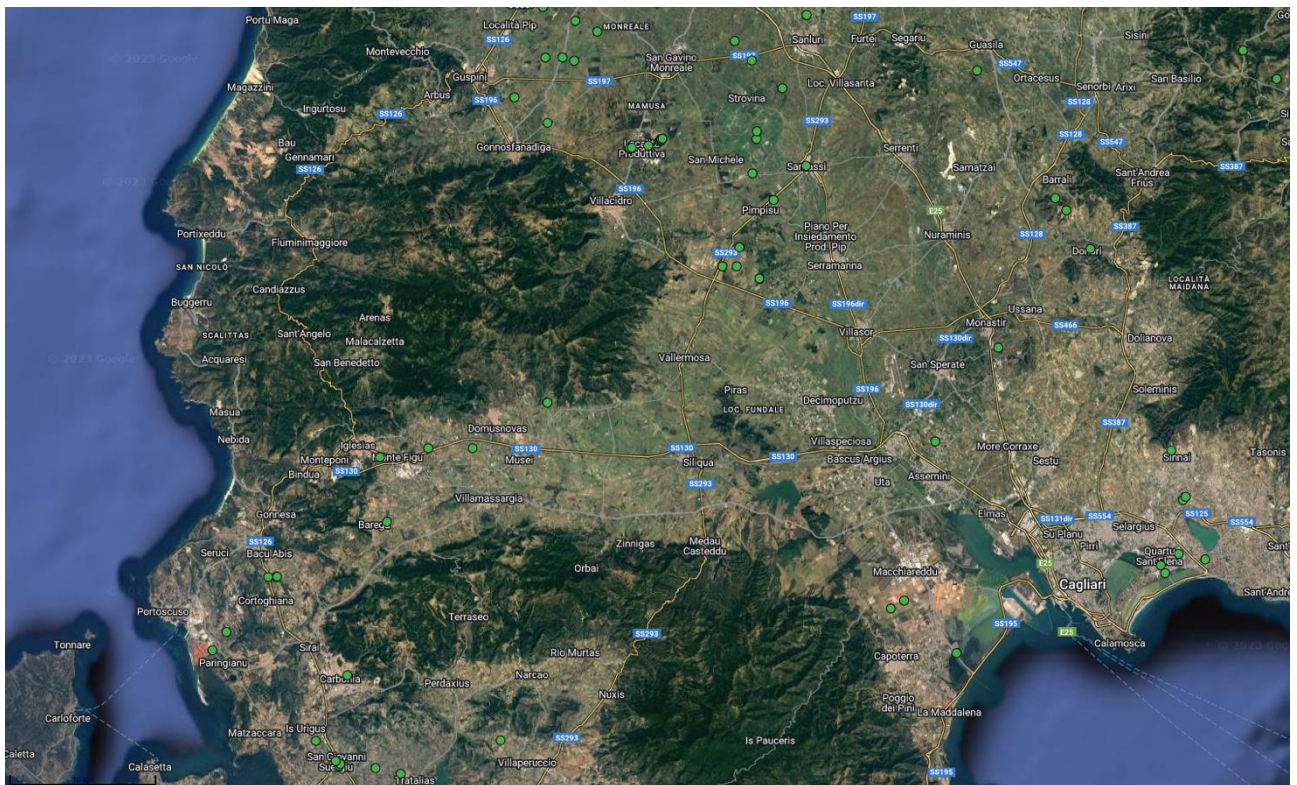 Portu Maga
Località Pip
MONREALE
SS197
Sanluri
Furtei
Segariu
Sisini
SS126
Montevecchio
San Gavino
Monreale
SS197
Guasila
SS547
Ortacesus
San Basilio
Guspini
SS197
Loc. Villasanta
Senorbì
Arixi
Magazzini
Arbus
SS196
Strovina
SS128
Ingurtosu
SS126
MAMUSA
SS293
SS128
Bau
Gennamari
Gonnosfanadiga
Produttiva
San Michele
Serrenti
SS547
SS126
Samatzai
Barrali
Sant'Andrea
Frius
SS387
SS196
Villacidro
Pimpisu
E25
Portixeddu
Fluminimaggiore
Piano Per
Insiedamento
Prod. Pip
Nuraminis
SS128
SS387
SAN NICOLÒ
SS293
Serramanna
LOCALITÀ
MAIDANA
Candiazzus
Buggerru
SS196
SS196dir
Ussana
Arenas
SCALITTAS
Sant'Angelo
Malacalzetta
Villasor
Monastir
SS466
SS130dir
Dolianova
Acquaresi
San Benedetto
Vallermosa
San Sperate
Piras
SS196
Soleminis
LOC. FUNDALE
Decimoputzu
SS130dir
Masua
SS387
Nebida
Iglesias
Domusnovas
Villaspeciosa
More Corraxe
Monteponi
Monte Figu
SS130
Musei
SS130
Siliqua
SS130
Bascus Argius
Sestu
Sinnai
Tasonis
Bindua
SS130
SS293
Uta
Assemini
Villamassargia
Gonnesa
Barega
Elmas
SS131dir
SS554
Selargius
SS125
SS554
SS126
Su Planu
Pirri
Seruci
Bacu Abis
Zinnigas
Medau
Casteddu
Quartu
Sant'Elena
Orbai
Macchiareddu
E25
Cagliari
Cortoghiana
Portoscuso
Terraseo
SS195
Sant'Andre
Tonnare
SS293
E25
Calamosca
Paringianu
Sirai
Rio Murtas
Capoterra
Carbonia
Perdaxius
Narcao
Nuxis
Poggio
dei Pini
La Maddalena
Carloforte
Matzaccara
Is Urigus
SS293
Is Pauceris
Caletta
San Giovanni
Suergiu
Villaperuccio
Calasetta
SS195
Tratalias